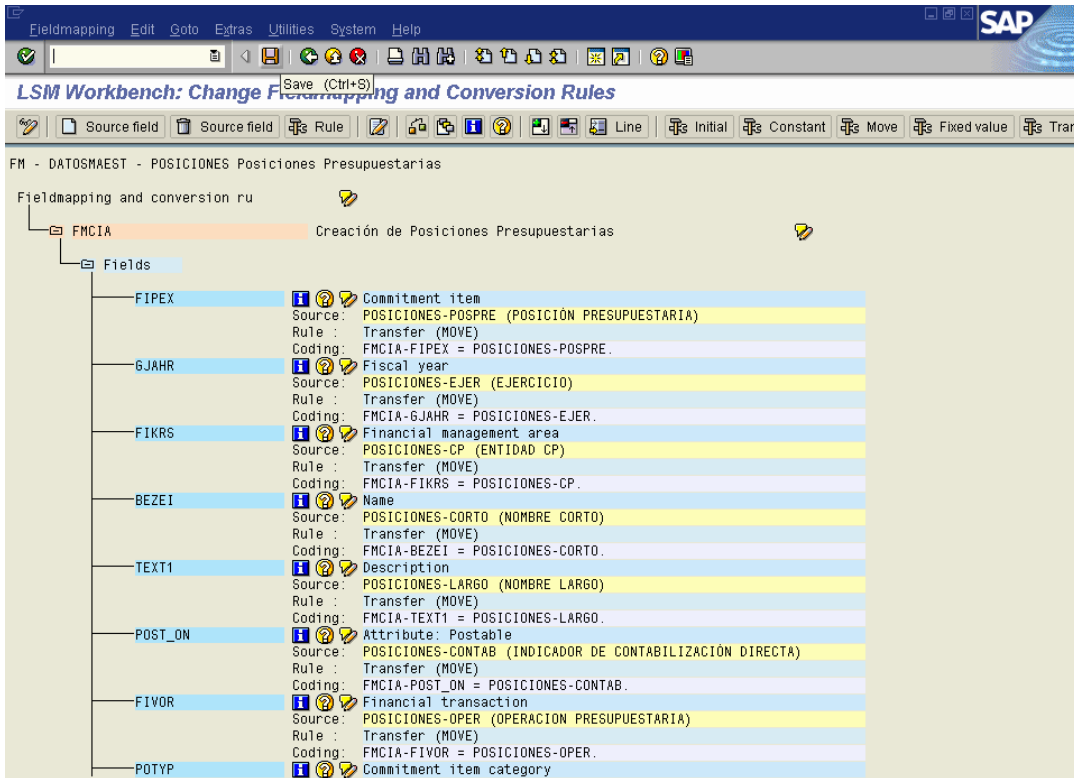 Fieldmapping Edit Goto Extras Utilities System Help
SAP
Save (Ctrl+S)
LSM Workbench: Change Fieldmapping and Conversion Rules
Source field Source field Rule Line Initial Constant Move Fixed value Tran
FM - DATOSMAEST - POSICIONES Posiciones Presupuestarias
Fieldmapping and conversion ru
FMCIA Creación de Posiciones Presupuestarias
Fields
FIPEX Commitment item
Source: POSICIONES-POSPRE (POSICIÓN PRESUPUESTARIA)
Rule : Transfer (MOVE)
Coding: FMCIA-FIPEX = POSICIONES-POSPRE.
GJAHR Fiscal year
Source: POSICIONES-EJER (EJERCICIO)
Rule : Transfer (MOVE)
Coding: FMCIA-GJAHR = POSICIONES-EJER.
FIKRS Financial management area
Source: POSICIONES-CP (ENTIDAD CP)
Rule : Transfer (MOVE)
Coding: FMCIA-FIKRS = POSICIONES-CP.
BEZEI Name
Source: POSICIONES-CORTO (NOMBRE CORTO)
Rule : Transfer (MOVE)
Coding: FMCIA-BEZEI = POSICIONES-CORTO.
TEXT1 Description
Source: POSICIONES-LARGO (NOMBRE LARGO)
Rule : Transfer (MOVE)
Coding: FMCIA-TEXT1 = POSICIONES-LARGO.
POST_ON Attribute: Postable
Source: POSICIONES-CONTAB (INDICADOR DE CONTABILIZACIÓN DIRECTA)
Rule : Transfer (MOVE)
Coding: FMCIA-POST_ON = POSICIONES-CONTAB.
FIVOR Financial transaction
Source: POSICIONES-OPER (OPERACION PRESUPUESTARIA)
Rule : Transfer (MOVE)
Coding: FMCIA-FIVOR = POSICIONES-OPER.
POTYP Commitment item category